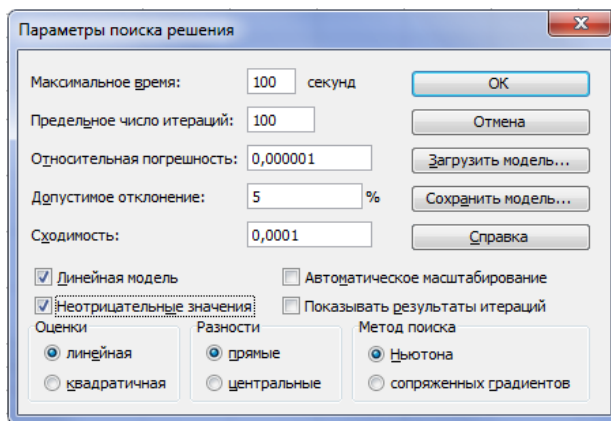 Параметры поиска решения
Максимальное время: 100 секунд OK
Предельное число итераций: 100 Отмена
Относительная погрешность: 0,000001 Загрузить модель...
Допустимое отклонение: 5 % Сохранить модель...
Сходимость: 0,0001 Справка
Линейная модель Автоматическое масштабирование
Неотрицательные значения Показывать результаты итераций
Оценки Разности Метод поиска
линейная прямые Ньютона
квадратичная центральные сопряженных градиентов